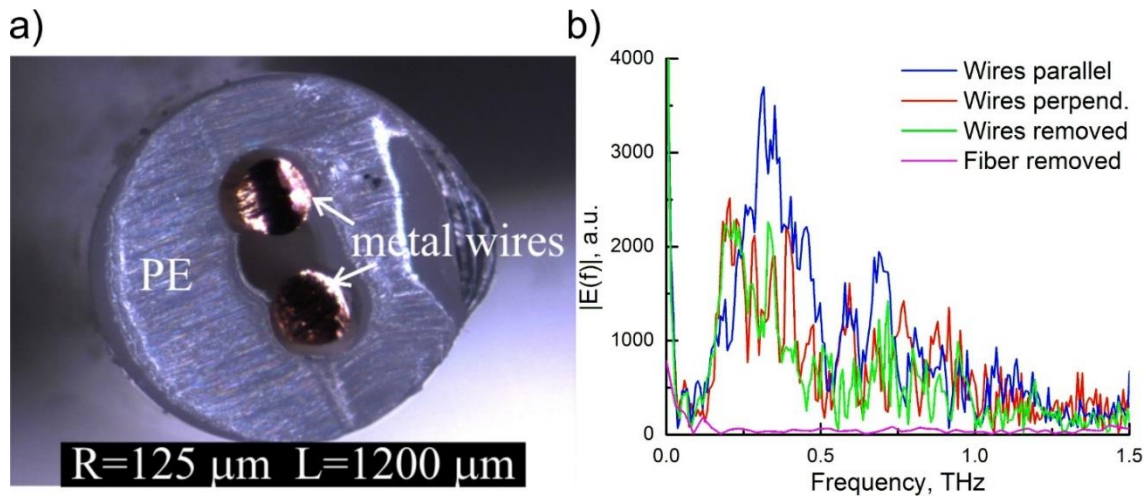 a)
PE
metal wires
R=125 μm L=1200 μm
b)
4000
3000
2000
1000
0
|E(f)|, a.u.
Wires parallel
Wires perpend.
Wires removed
Fiber removed
0.0
0.5
1.0
1.5
Frequency, THz